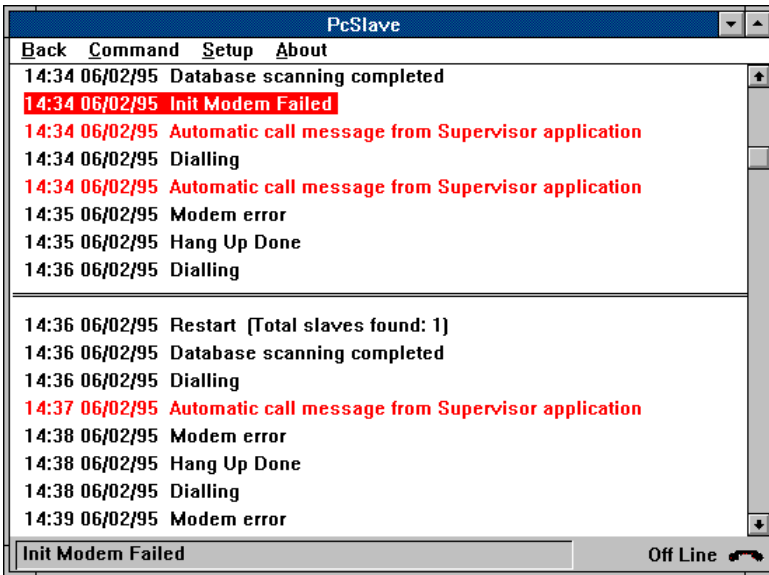 PcSlave
Back Command Setup About
14:34 06/02/95 Database scanning completed
14:34 06/02/95 Init Modem Failed
14:34 06/02/95 Automatic call message from Supervisor application
14:34 06/02/95 Dialling
14:34 06/02/95 Automatic call message from Supervisor application
14:35 06/02/95 Modem error
14:35 06/02/95 Hang Up Done
14:36 06/02/95 Dialling
14:36 06/02/95 Restart (Total slaves found: 1)
14:36 06/02/95 Database scanning completed
14:36 06/02/95 Dialling
14:37 06/02/95 Automatic call message from Supervisor application
14:38 06/02/95 Modem error
14:38 06/02/95 Hang Up Done
14:38 06/02/95 Dialling
14:39 06/02/95 Modem error
Init Modem Failed Off Line